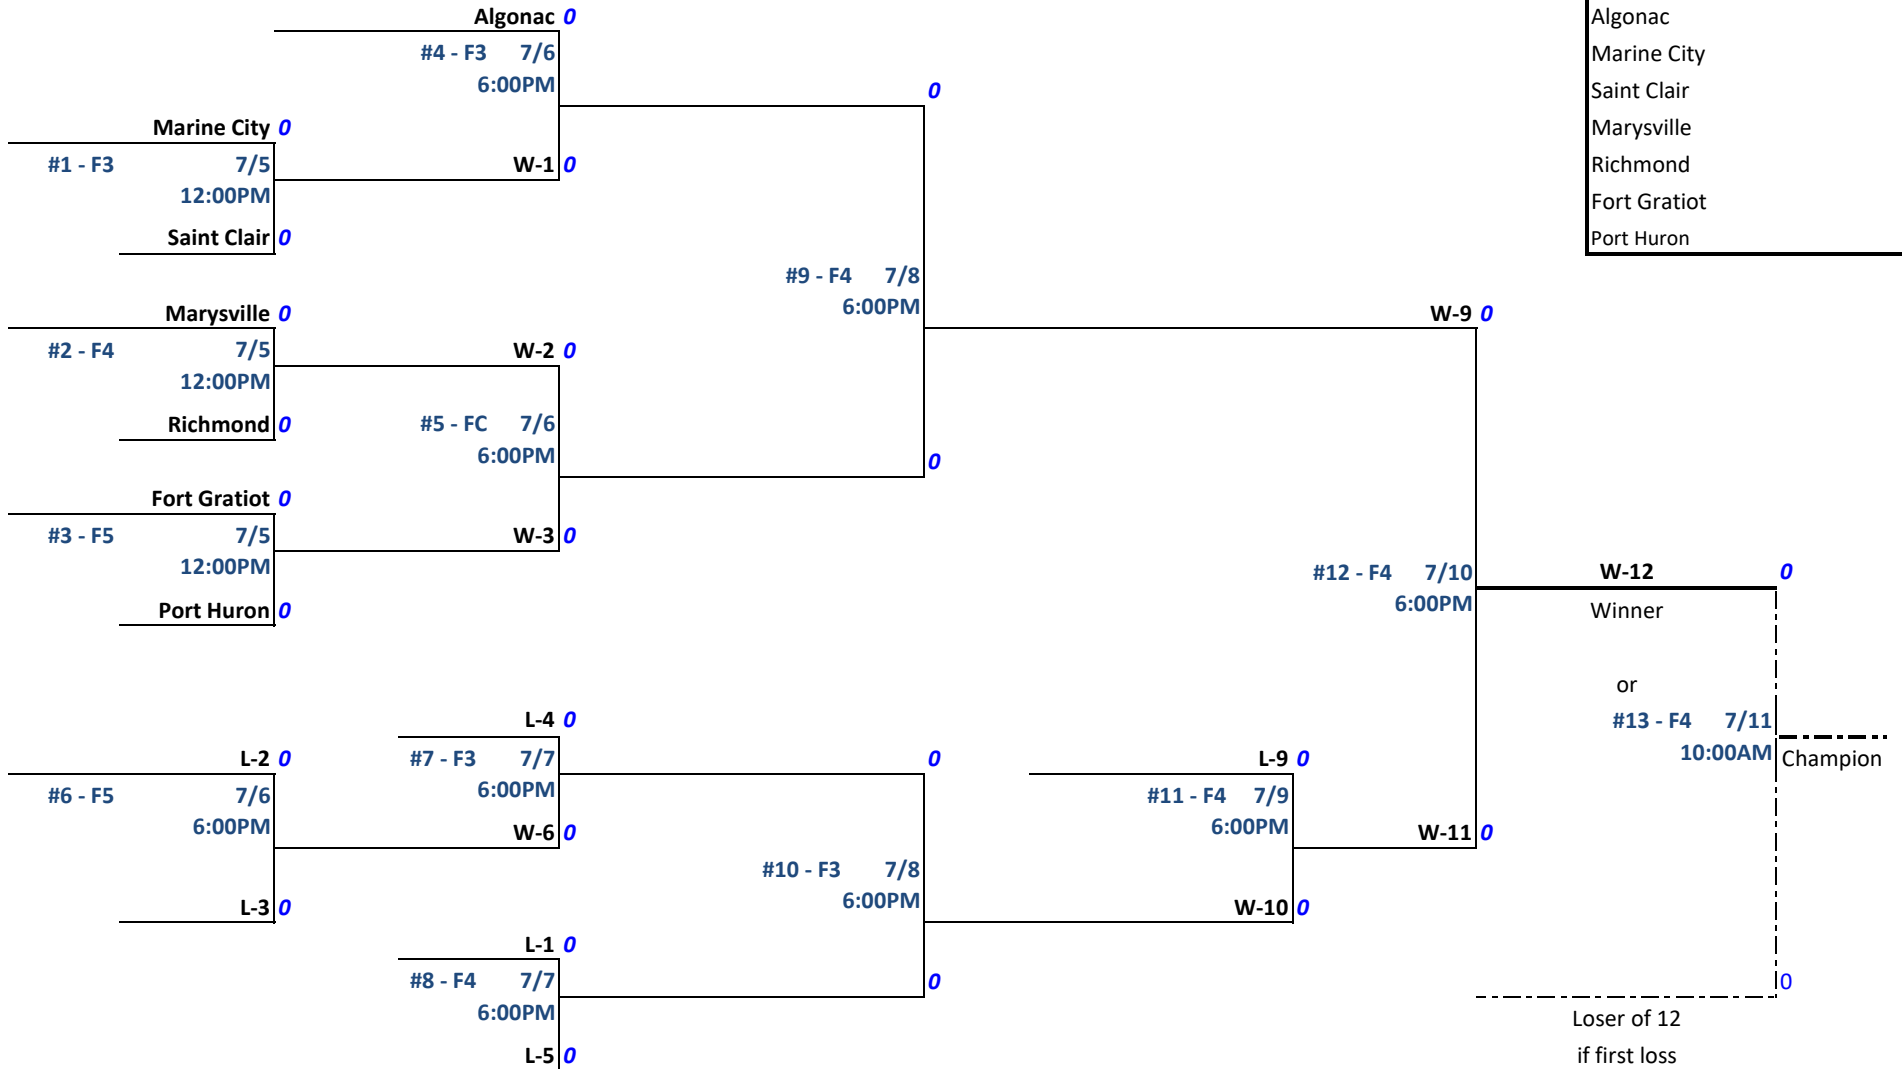 Algonac 0
Algonac
#4 - F3 7/6
Marine City
6:00PM
0
Saint Clair
Marine City 0
Marysville
#1 - F3 7/5
W-1 0
Richmond
12:00PM
Fort Gratiot
Saint Clair 0
Port Huron
#9 - F4 7/8
6:00PM
Marysville 0
W-9 0
#2 - F4 7/5
W-2 0
12:00PM
Richmond 0
#5 - FC 7/6
6:00PM
0
Fort Gratiot 0
#3 - F5 7/5
W-3 0
12:00PM
#12 - F4 7/10
W-12 0
6:00PM
Port Huron 0
Winner
or
L-4 0
#13 - F4 7/11
L-2 0
#7 - F3 7/7
0
L-9 0
10:00AM
Champion
#6 - F5 7/6
6:00PM
#11 - F4 7/9
6:00PM
W-6 0
6:00PM
W-11 0
#10 - F3 7/8
6:00PM
L-3 0
W-10 0
L-1 0
#8 - F4 7/7
0
0
6:00PM
Loser of 12
L-5 0
if first loss